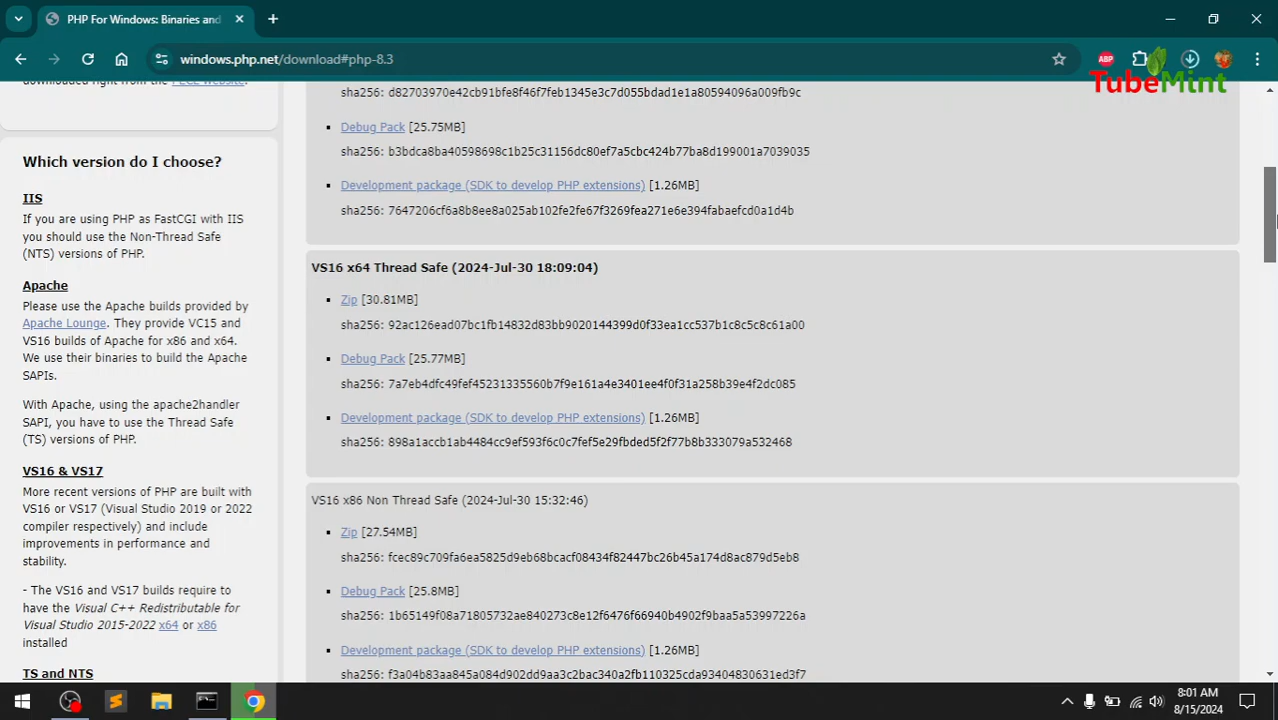 PHP For Windows: Binaries and
windows.php.net/download#php-8.3
ABP
TubeMint
downloaded right from the PECL website.
Which version do I choose?
IIS
If you are using PHP as FastCGI with IIS
you should use the Non-Thread Safe
(NTS) versions of PHP.
Apache
Please use the Apache builds provided by
Apache Lounge. They provide VC15 and
VS16 builds of Apache for x86 and x64.
We use their binaries to build the Apache
SAPIs.
With Apache, using the apache2handler
SAPI, you have to use the Thread Safe
(TS) versions of PHP.
VS16 & VS17
More recent versions of PHP are built with
VS16 or VS17 (Visual Studio 2019 or 2022
compiler respectively) and include
improvements in performance and
stability.
- The VS16 and VS17 builds require to
have the Visual C++ Redistributable for
Visual Studio 2015-2022 x64 or x86
installed
TS and NTS
sha256: d82703970e42cb91bfe8f46f7feb1345e3c7d055bdad1e1a80594096a009fb9c
Debug Pack [25.75MB]
sha256: b3bdca8ba40598698c1b25c31156dc80ef7a5cbc424b77ba8d199001a7039035
Development package (SDK to develop PHP extensions) [1.26MB]
sha256: 7647206cf6a8b8ee8a025ab102fe2fe67f3269fea271e6e394fabaefcd0a1d4b
VS16 x64 Thread Safe (2024-Jul-30 18:09:04)
Zip [30.81MB]
sha256: 92ac126ead07bc1fb14832d83bb9020144399d0f33ea1cc537b1c8c5c8c61a00
Debug Pack [25.77MB]
sha256: 7a7eb4dfc49fef45231335560b7f9e161a4e3401ee4f0f31a258b39e4f2dc085
Development package (SDK to develop PHP extensions) [1.26MB]
sha256: 898a1accb1ab4484cc9ef593f6c0c7fef5e29fbded5f2f77b8b333079a532468
VS16 x86 Non Thread Safe (2024-Jul-30 15:32:46)
Zip [27.54MB]
sha256: fcec89c709fa6ea5825d9eb68bcacf08434f82447bc26b45a174d8ac879d5eb8
Debug Pack [25.8MB]
sha256: 1b65149f08a71805732ae840273c8e12f6476f66940b4902f9baa5a53997226a
Development package (SDK to develop PHP extensions) [1.26MB]
sha256: f3a04b83aa845a084d902dd9aa3c2bac340a2fb110325cda93404830631ed3f7
8:01 AM
8/15/2024